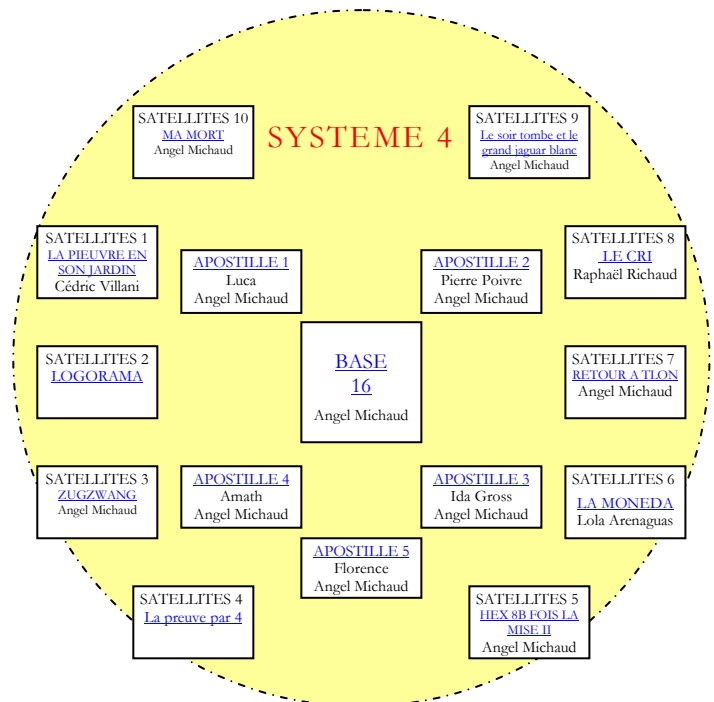 SATELLITES 10
MA MORT
Angel Michaud
SYSTEME 4
SATELLITES 9
Le soir tombe et le
grand jaguar blanc
Angel Michaud
SATELLITES 1
LA PIEUVRE EN
SON JARDIN
Cédric Villani
APOSTILLE 1
Luca
Angel Michaud
APOSTILLE 2
Pierre Poivre
Angel Michaud
SATELLITES 8
LE CRI
Raphaël Richaud
SATELLITES 2
LOGORAMA
BASE
16
Angel Michaud
SATELLITES 7
RETOUR A TLON
Angel Michaud
SATELLITES 3
ZUGZWANG
Angel Michaud
APOSTILLE 4
Amath
Angel Michaud
APOSTILLE 3
Ida Gross
Angel Michaud
SATELLITES 6
LA MONEDA
Lola Arenaguas
APOSTILLE 5
Florence
Angel Michaud
SATELLITES 4
La preuve par 4
SATELLITES 5
HEX 8B FOIS LA
MISE II
Angel Michaud